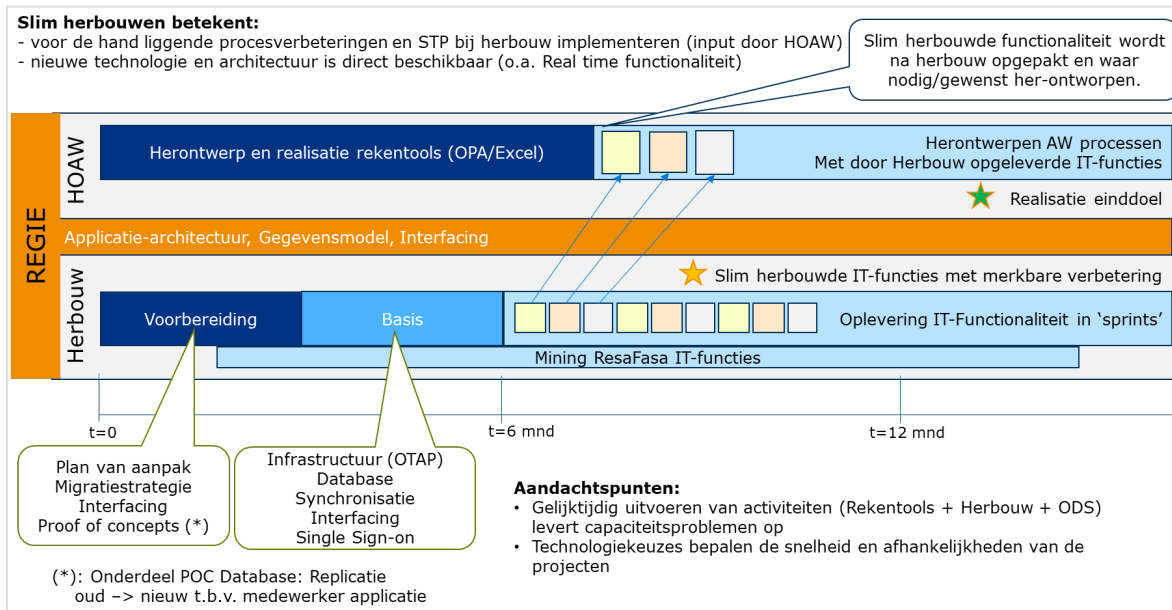 Slim herbouwen betekent:
- voor de hand liggende procesverbeteringen en STP bij herbouw implementeren (input door HOAW)
- nieuwe technologie en architectuur is direct beschikbaar (o.a. Real time functionaliteit)
Slim herbouwde functionaliteit wordt
na herbouw opgepakt en waar
nodig/gewenst her-ontworpen.
REGIE
HOAW
Herontwerp en realisatie rekentools (OPA/Excel)
Herontwerpen AW processen
Met door Herbouw opgeleverde IT-functies
Realisatie einddoel
Applicatie-architectuur, Gegevensmodel, Interfacing
Slim herbouwde IT-functies met merkbare verbetering
Herbouw
Voorbereiding
Basis
Oplevering IT-Functionaliteit in ‘sprints’
Mining ResaFasa IT-functies
t=0
t=6 mnd
t=12 mnd
Plan van aanpak
Migratiestrategie
Interfacing
Proof of concepts (*)
Infrastructuur (OTAP)
Database
Synchronisatie
Interfacing
Single Sign-on
Aandachtspunten:
• Gelijktijdig uitvoeren van activiteiten (Rekentools + Herbouw + ODS)
levert capaciteitsproblemen op
• Technologiekeuzes bepalen de snelheid en afhankelijkheden van de
projecten
(*): Onderdeel POC Database: Replicatie
oud –> nieuw t.b.v. medewerker applicatie